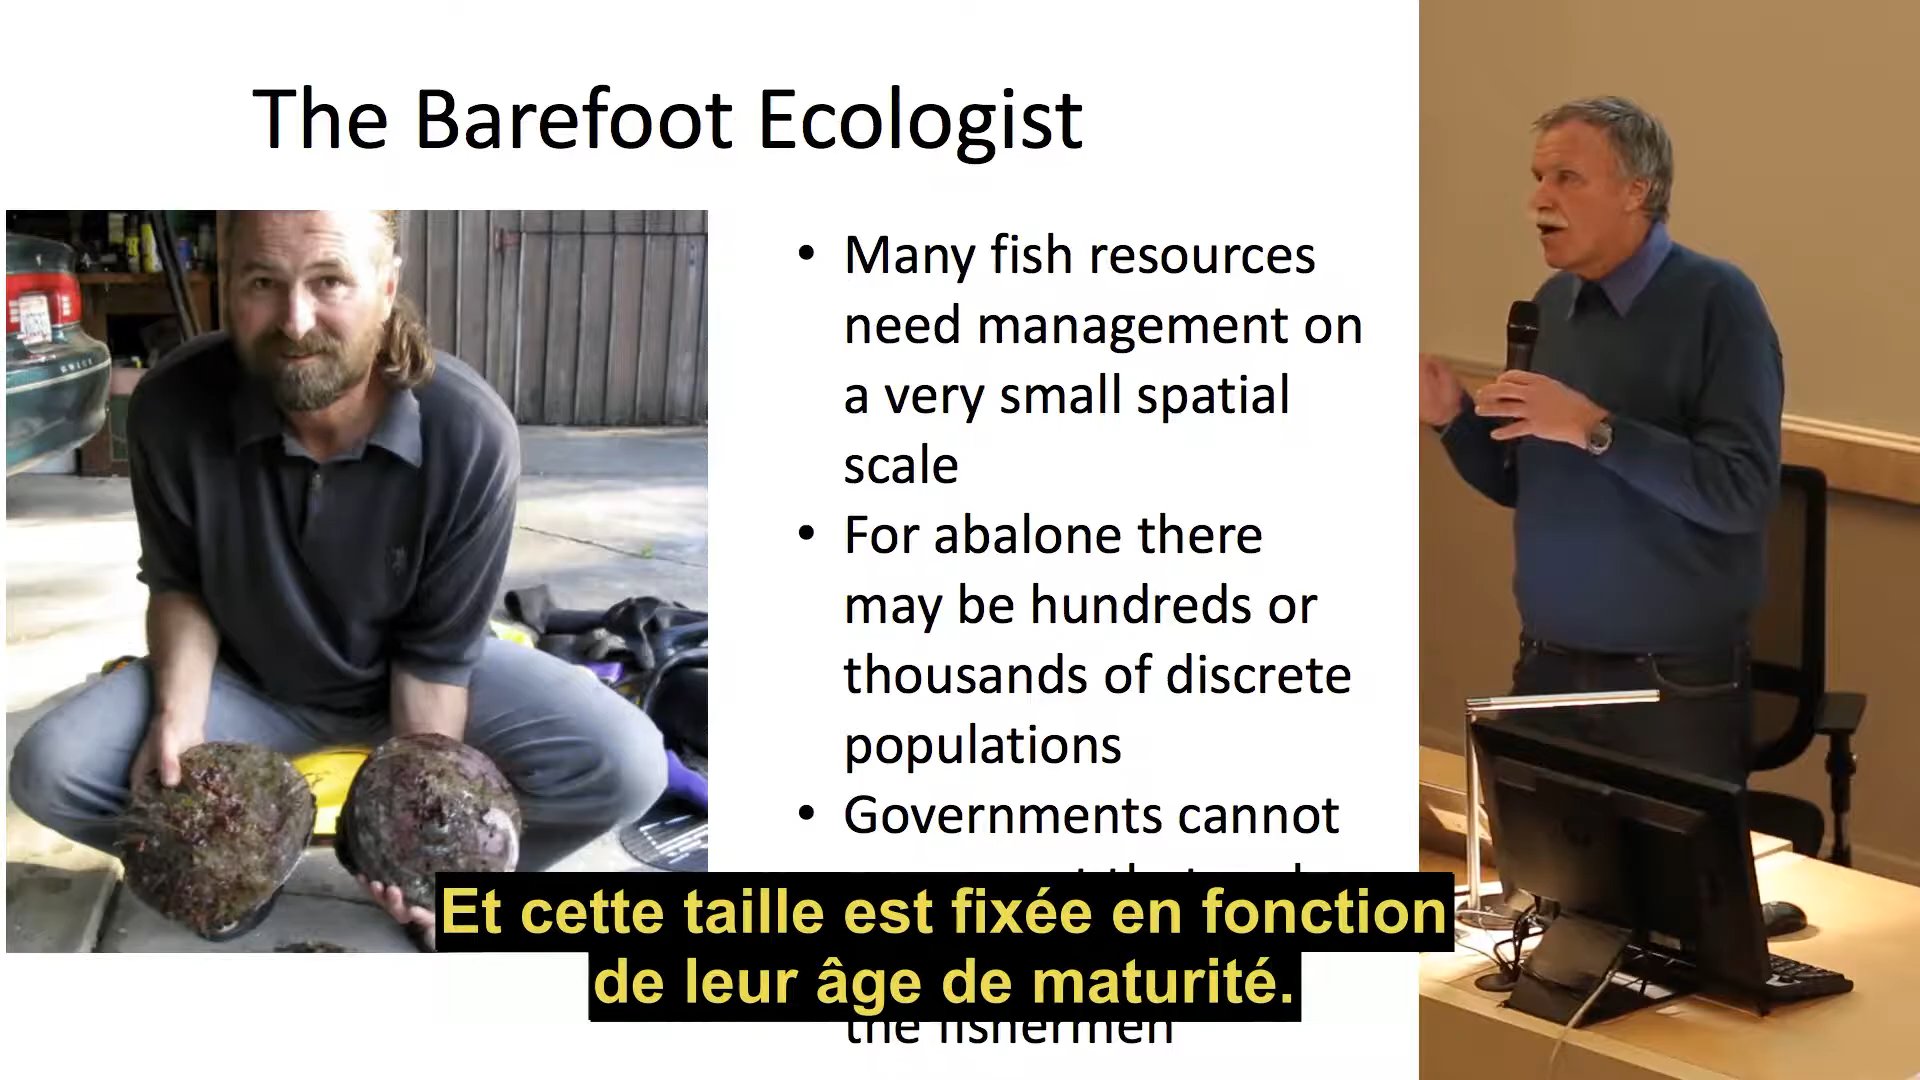 The Barefoot Ecologist
• Many fish resources
need management on
a very small spatial
scale
• For abalone there
may be hundreds or
thousands of discrete
populations
• Governments cannot
Et cette taille est fixée en fonction
de leur âge de maturité.
the fishermen